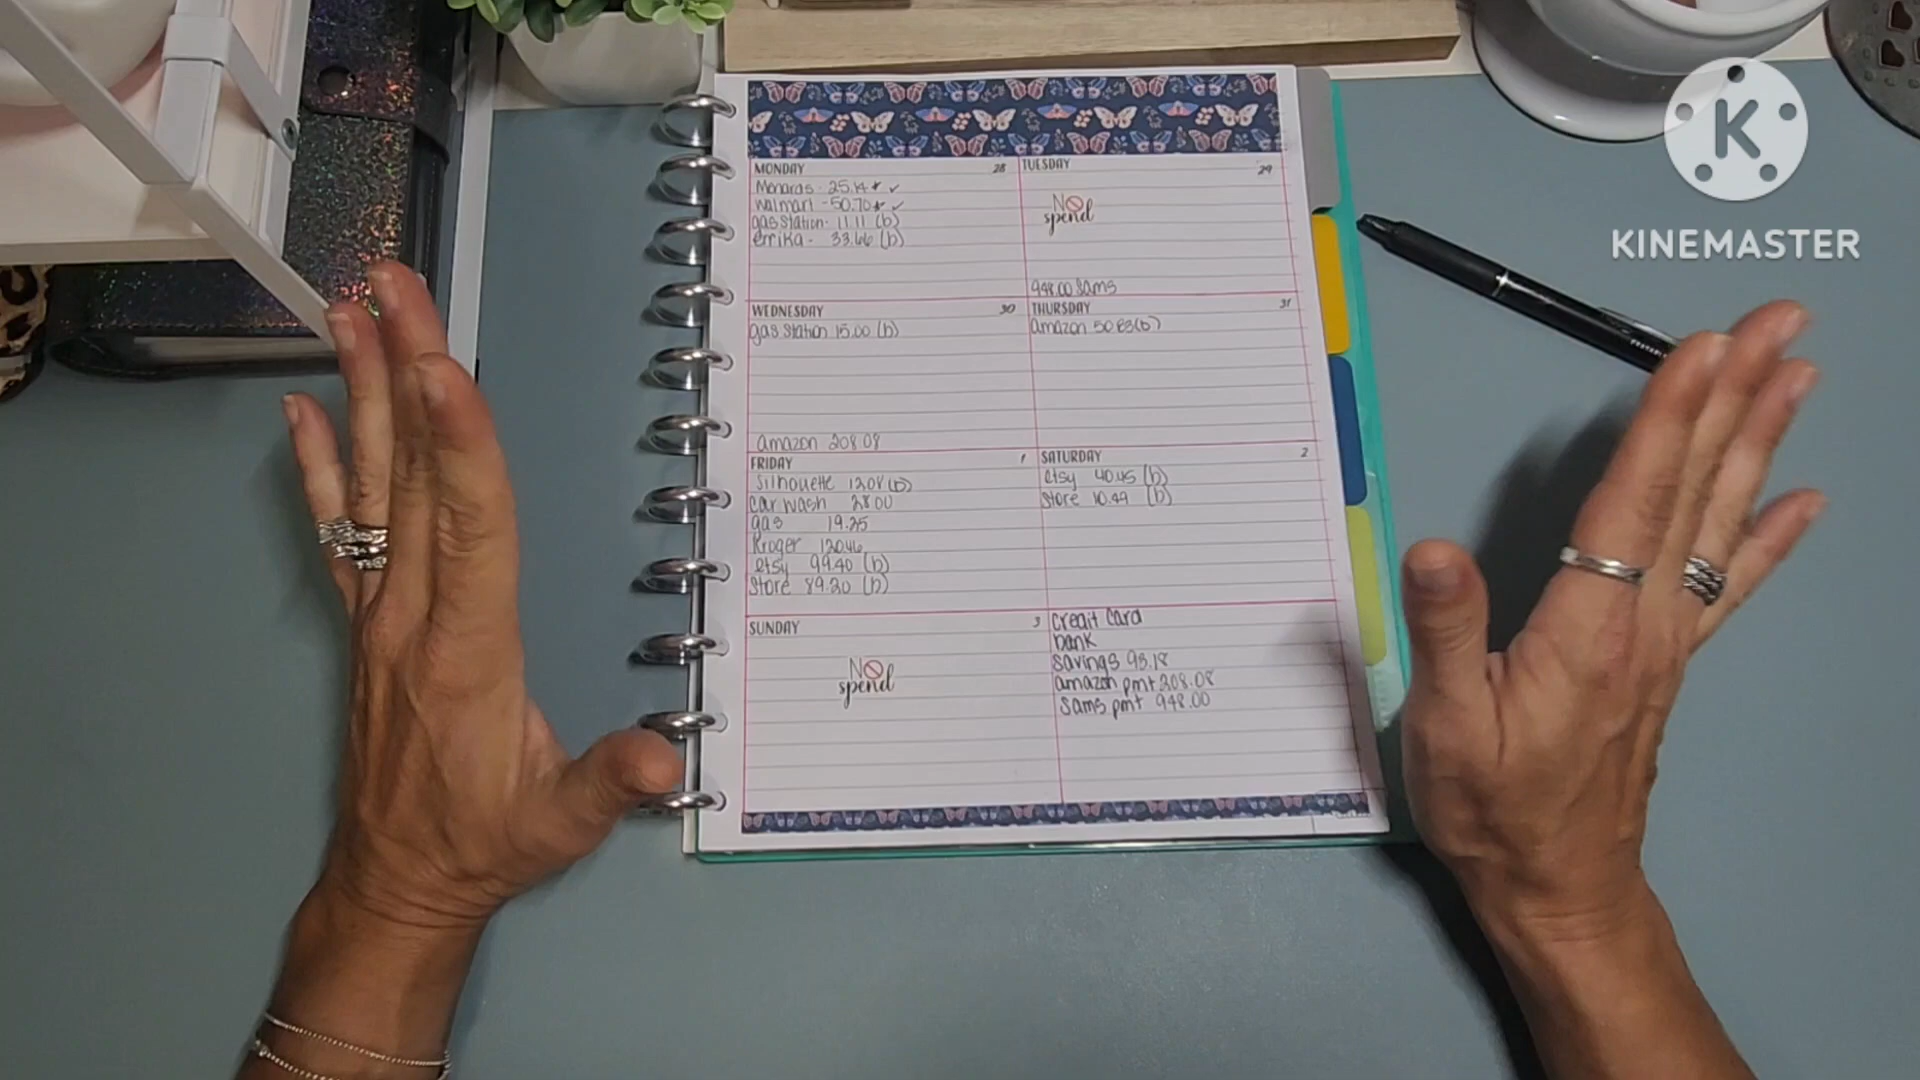 MONDAY 28
Menards - 25.14 * ✓
Walmart - 50.70 * ✓
gas station - 11.11 (b)
errika - 33.66 (b)
TUESDAY 29
NO
spend
948.00 Sams
WEDNESDAY 30
gas station 15.00 (b)
amazon 208.08
THURSDAY 31
amazon 50.83 (b)
FRIDAY 1
Silhouette 12.08 (b)
car wash 28.00
gas 19.25
Kroger 120.46
etsy 99.40 (b)
Store 89.20 (b)
SATURDAY 2
etsy 40.45 (b)
Store 10.49 (b)
SUNDAY 3
NO
spend
Credit Card
bank
savings 93.18
amazon pmt 208.08
Sams pmt 948.00
KINEMASTER